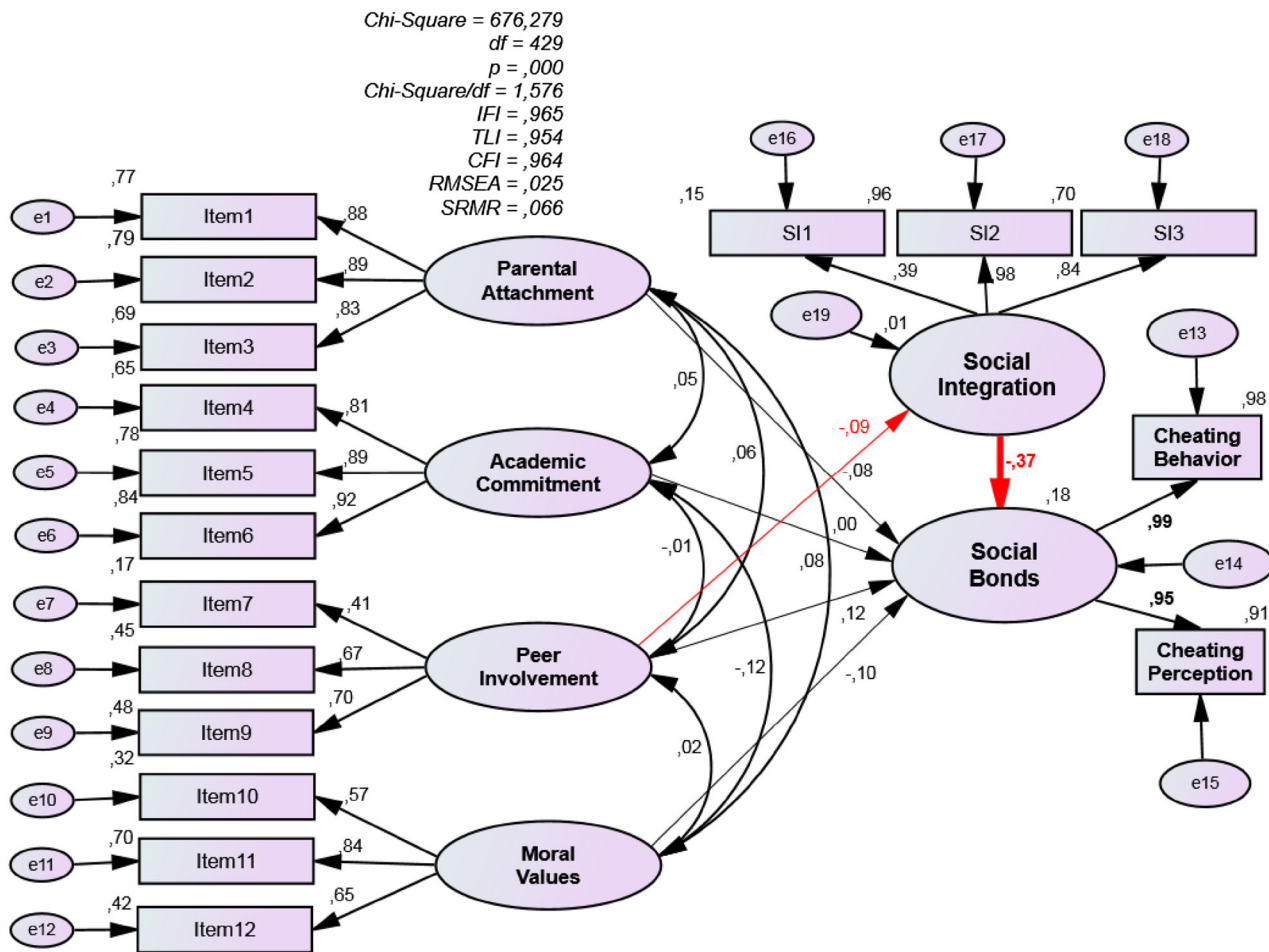 Chi-Square = 676,279
df = 429
p = ,000
Chi-Square/df = 1,576
IFI = ,965
TLI = ,954
CFI = ,964
RMSEA = ,025
SRMR = ,066
e16
e17
e18
,15
,96
,70
SI1
SI2
SI3
,39
,98
,84
e19
,01
Social
Integration
e13
,98
Cheating
Behavior
-,37
,18
Social
Bonds
,99
e14
,95
,91
Cheating
Perception
e15
,77
e1
Item1
,88
,79
e2
Item2
,89
,69
e3
Item3
,83
Parental
Attachment
,65
e4
Item4
,81
,78
e5
Item5
,89
,84
e6
Item6
,92
Academic
Commitment
,17
e7
Item7
,41
,45
e8
Item8
,67
,48
e9
Item9
,70
Peer
Involvement
,32
e10
Item10
,57
,70
e11
Item11
,84
,42
e12
Item12
,65
Moral
Values
,05
-,09
,06
-,08
,00
-,01
,08
,12
-,12
-,10
,02